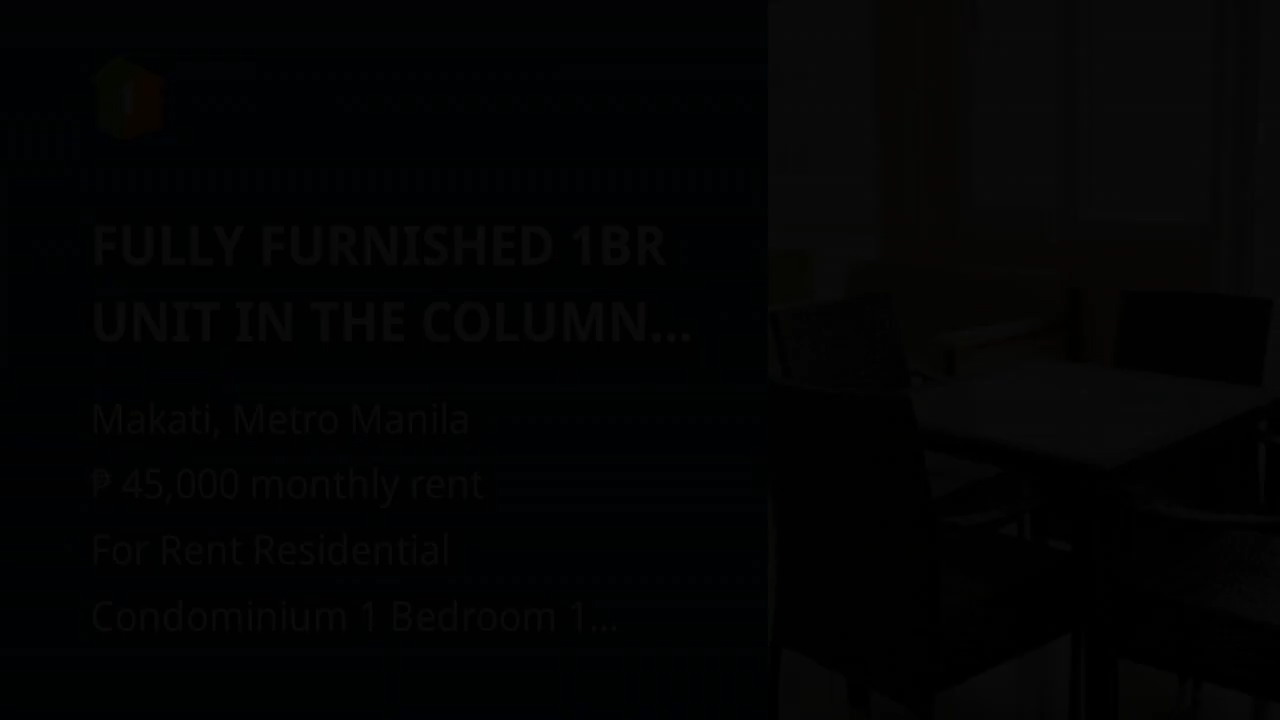 FULLY FURNISHED 1BR
UNIT IN THE COLUMN...
Makati, Metro Manila
₱ 45,000 monthly rent
For Rent Residential
Condominium 1 Bedroom 1...